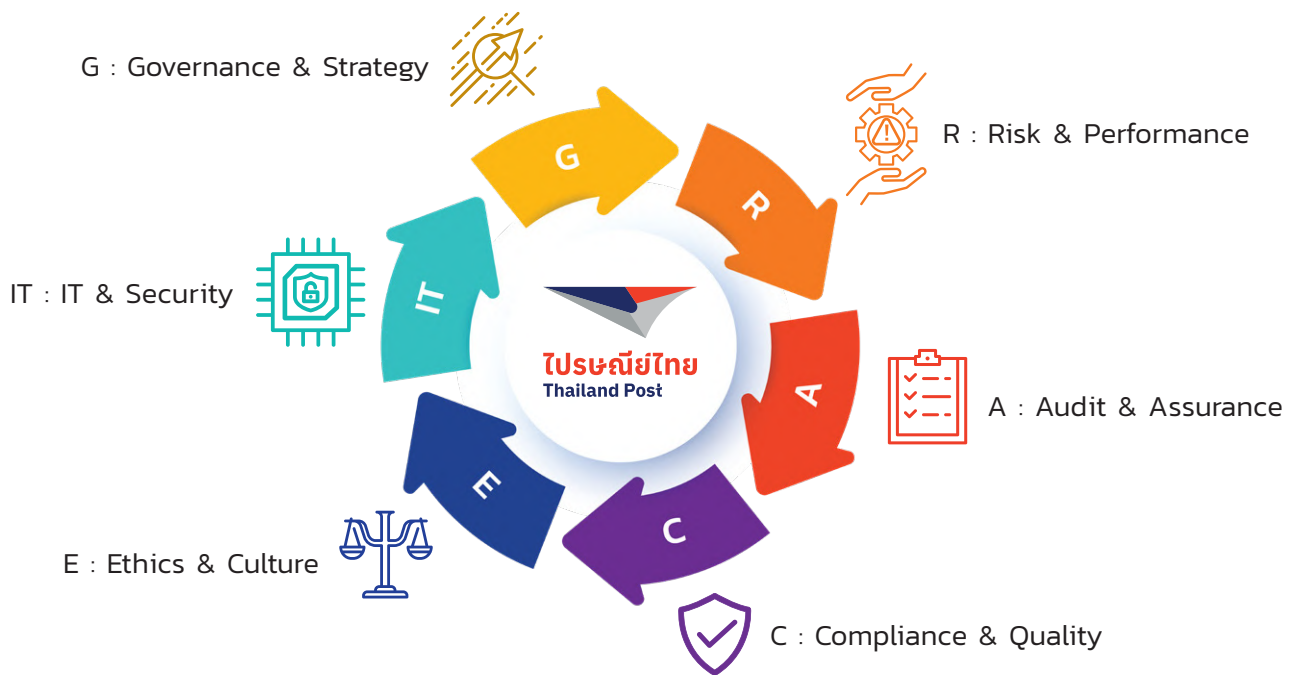 G : Governance & Strategy
R : Risk & Performance
A : Audit & Assurance
C : Compliance & Quality
E : Ethics & Culture
IT : IT & Security
G
R
A
C
E
IT
ไปรษณีย์ไทย
Thailand Post